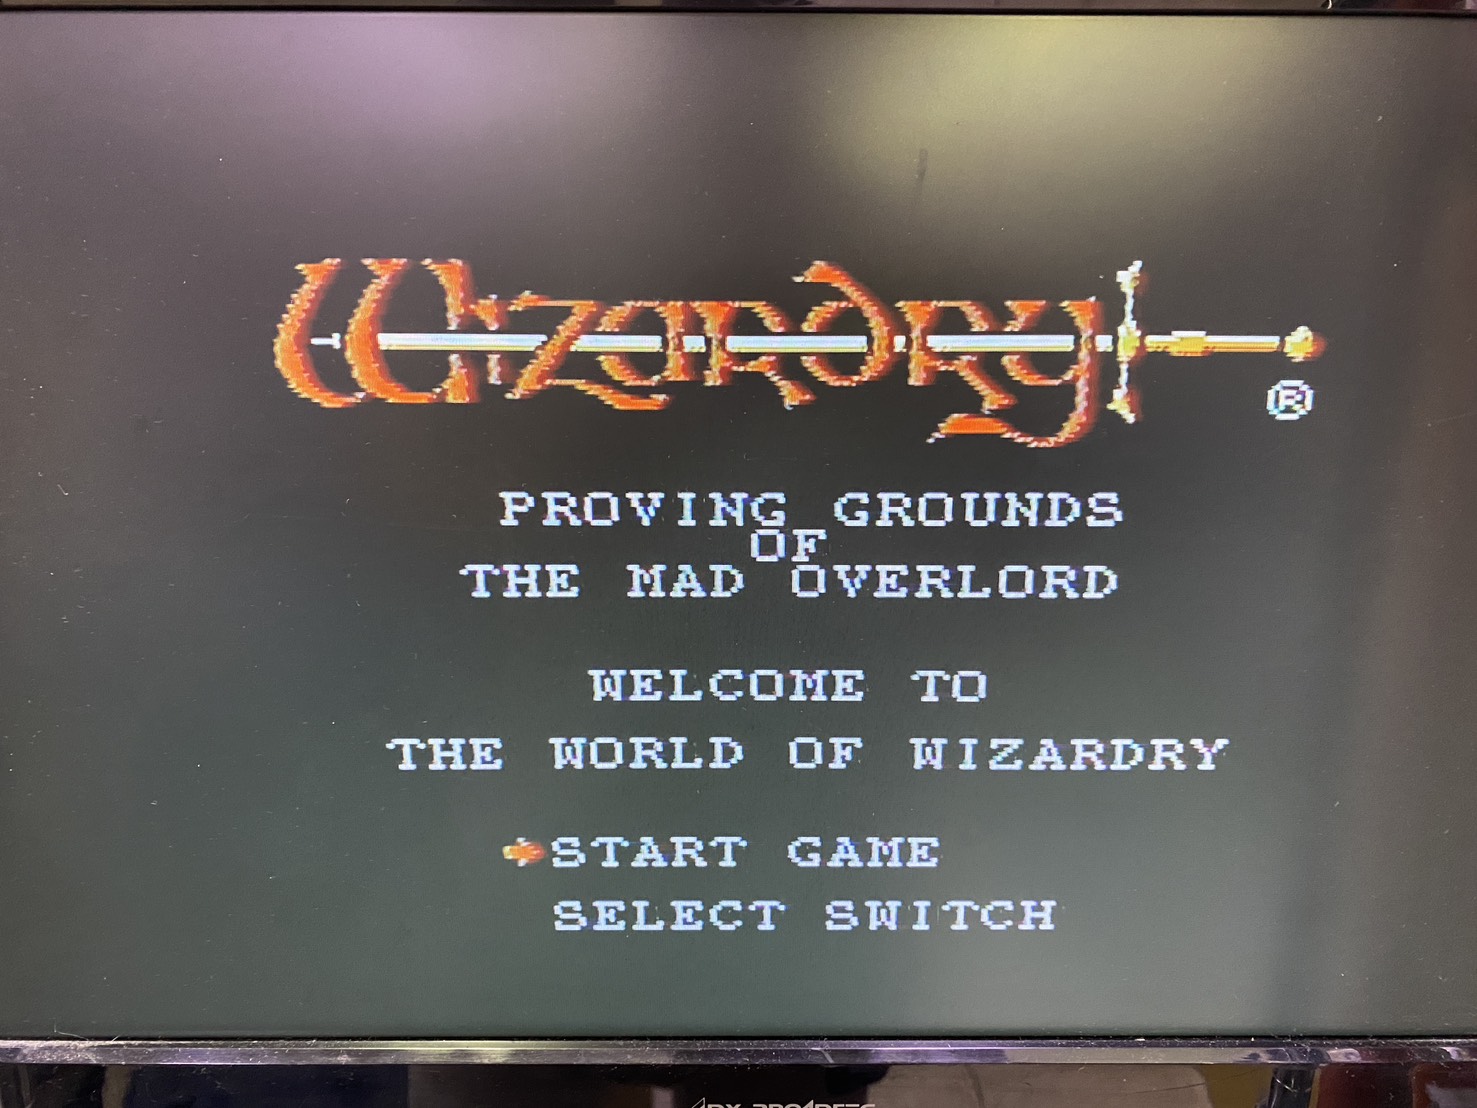 Wizardry
®
PROVING GROUNDS
OF
THE MAD OVERLORD
WELCOME TO
THE WORLD OF WIZARDRY
START GAME
SELECT SWITCH